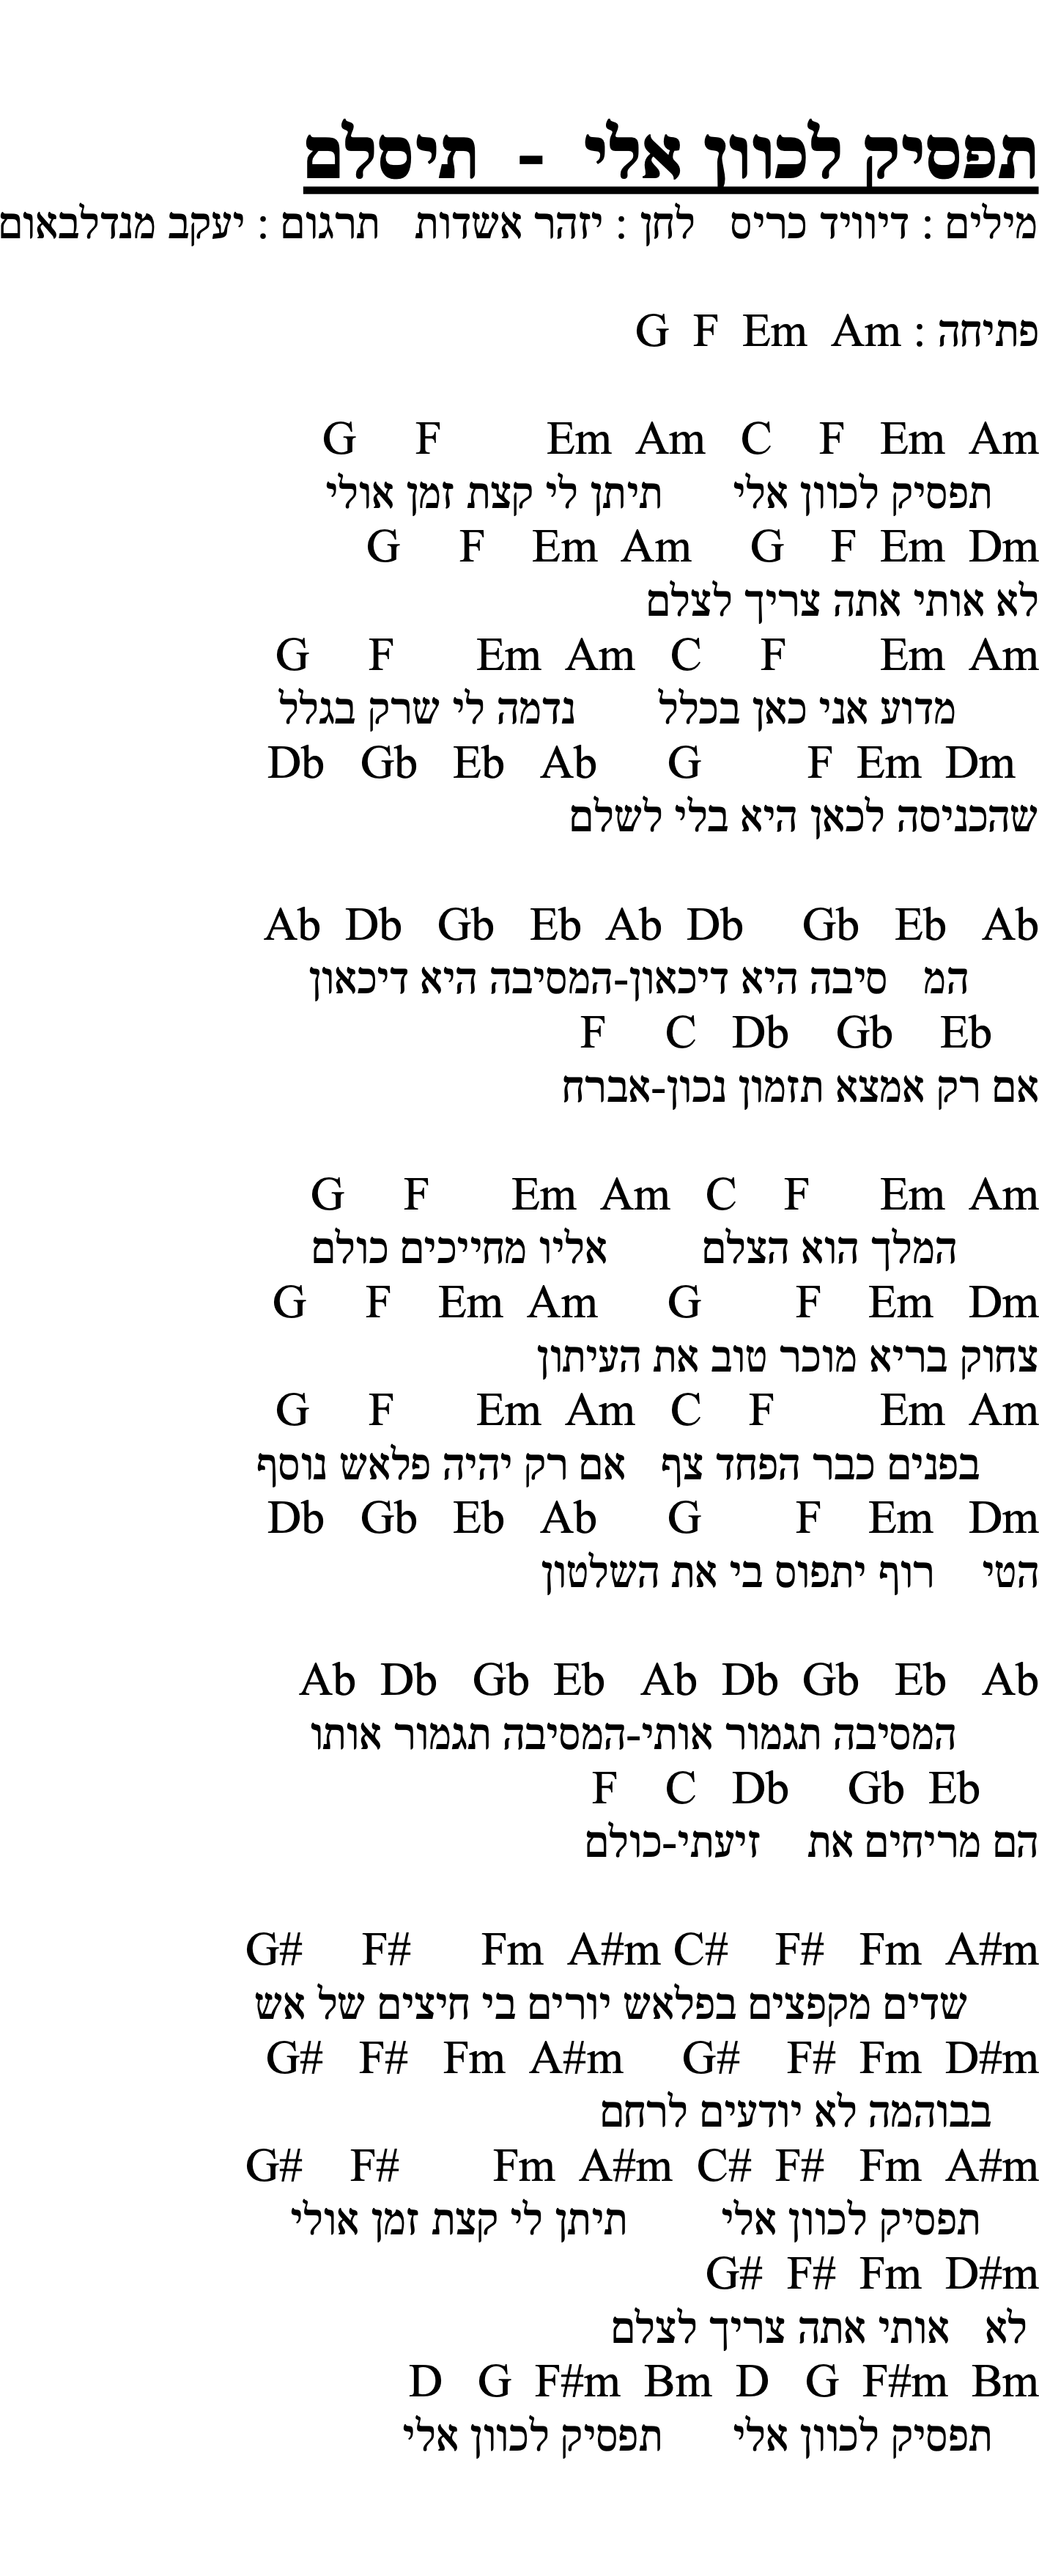 תפסיק לכוון אלי - תיסלם
מילים : דיוויד כריס לחן : יזהר אשדות תרגום : יעקב מנדלבאום
פתיחה : G F Em Am
G F Em Am C F Em Am
תפסיק לכוון אלי תיתן לי קצת זמן אולי
G F Em Am G F Em Dm
לא אותי אתה צריך לצלם
G F Em Am C F Em Am
מדוע אני כאן בכלל נדמה לי שרק בגלל
Db Gb Eb Ab G F Em Dm
שהכניסה לכאן היא בלי לשלם
Ab Db Gb Eb Ab Db Gb Eb Ab
המ סיבה היא דיכאון-המסיבה היא דיכאון
F C Db Gb Eb
אם רק אמצא תזמון נכון-אברח
G F Em Am C F Em Am
המלך הוא הצלם אליו מחייכים כולם
G F Em Am G F Em Dm
צחוק בריא מוכר טוב את העיתון
G F Em Am C F Em Am
בפנים כבר הפחד צף אם רק יהיה פלאש נוסף
Db Gb Eb Ab G F Em Dm
הטי רוף יתפוס בי את השלטון
Ab Db Gb Eb Ab Db Gb Eb Ab
המסיבה תגמור אותי-המסיבה תגמור אותו
F C Db Gb Eb
הם מריחים את זיעתי-כולם
G# F# Fm A#m C# F# Fm A#m
שדים מקפצים בפלאש יורים בי חיצים של אש
G# F# Fm A#m G# F# Fm D#m
בבוהמה לא יודעים לרחם
G# F# Fm A#m C# F# Fm A#m
תפסיק לכוון אלי תיתן לי קצת זמן אולי
G# F# Fm D#m
לא אותי אתה צריך לצלם
D G F#m Bm D G F#m Bm
תפסיק לכוון אלי תפסיק לכוון אלי